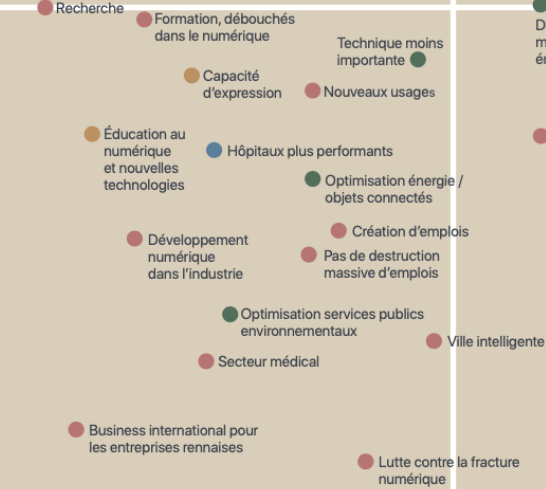 Recherche
Formation, débouchés
dans le numérique
Technique moins
importante
D
m
én
Capacité
d'expression
Nouveaux usages
Éducation au
numérique
et nouvelles
technologies
Hôpitaux plus performants
Optimisation énergie /
objets connectés
Création d'emplois
Développement
numérique
dans l'industrie
Pas de destruction
massive d'emplois
Optimisation services publics
environnementaux
Ville intelligente
Secteur médical
Business international pour
les entreprises rennaises
Lutte contre la fracture
numérique